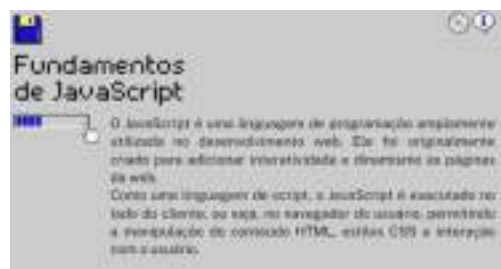 Fundamentos
de JavaScript
O JavaScript é uma linguagem de programação amplamente
utilizada no desenvolvimento web. Ele foi originalmente
criado para adicionar interatividade e dinamismo às páginas
da web.
Como uma linguagem de script, o JavaScript é executado no
lado do cliente, ou seja, no navegador do usuário, permitindo
a manipulação do conteúdo HTML, estilos CSS e interação
com o usuário.